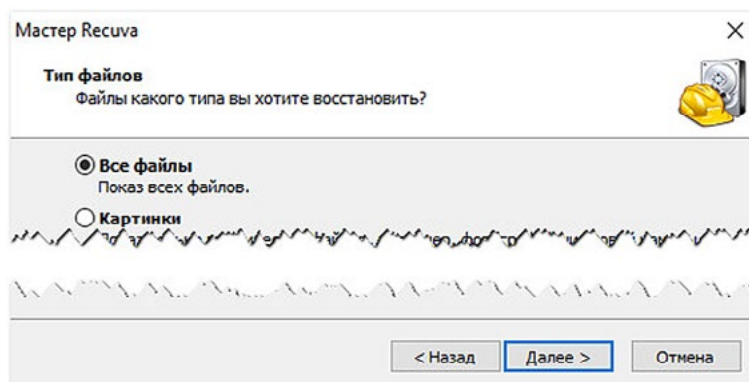 Мастер Recuva
Тип файлов
Файлы какого типа вы хотите восстановить?
Все файлы
Показ всех файлов.
Картинки
< Назад
Далее >
Отмена